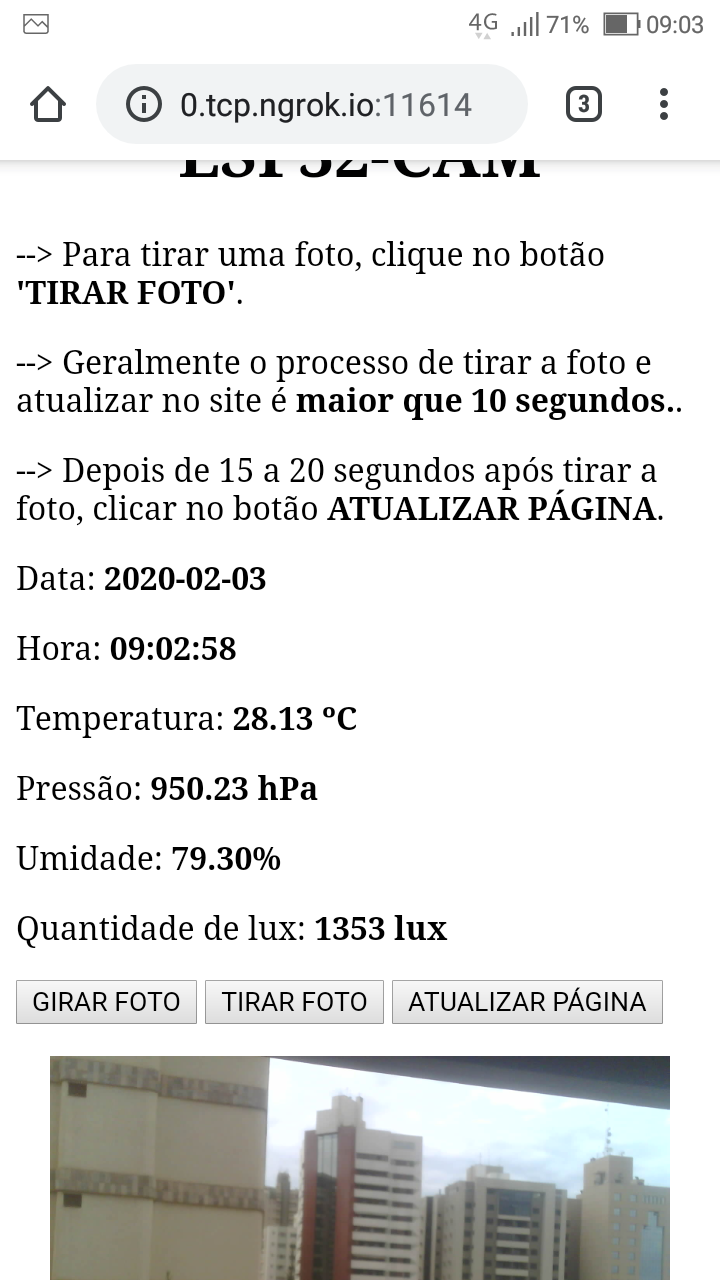 4G 71% 09:03
0.tcp.ngrok.io:11614 3
ESP32-CAM
--> Para tirar uma foto, clique no botão
'TIRAR FOTO'.
--> Geralmente o processo de tirar a foto e
atualizar no site é maior que 10 segundos..
--> Depois de 15 a 20 segundos após tirar a
foto, clicar no botão ATUALIZAR PÁGINA.
Data: 2020-02-03
Hora: 09:02:58
Temperatura: 28.13 ºC
Pressão: 950.23 hPa
Umidade: 79.30%
Quantidade de lux: 1353 lux
GIRAR FOTO TIRAR FOTO ATUALIZAR PÁGINA